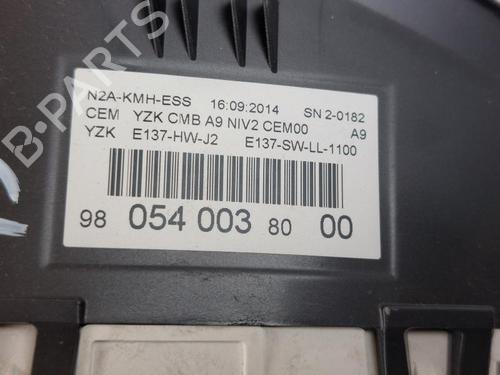 N2A-KMH-ESS 16:09:2014 SN 2-0182
CEM YZK CMB A9 NIV2 CEM00 A9
YZK E137-HW-J2 E137-SW-LL-1100
98 054 003 80 00
B-PARTS